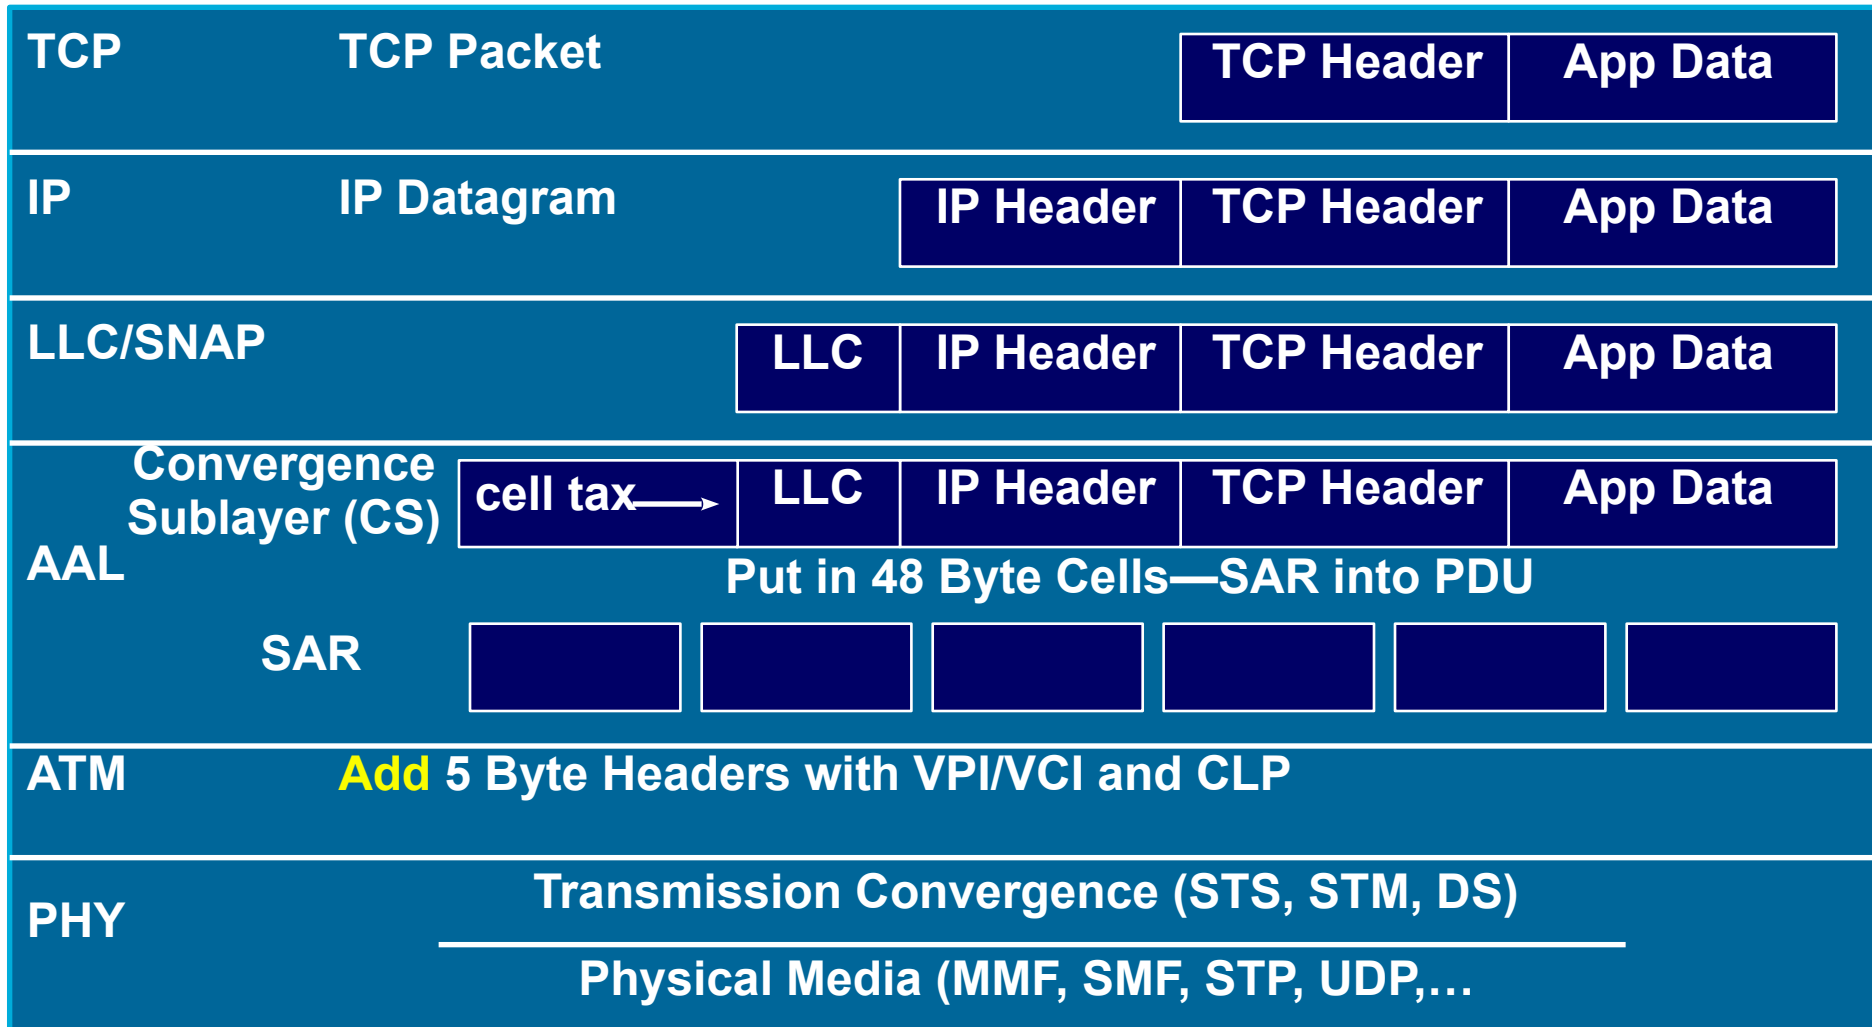 TCP TCP Packet TCP Header App Data
IP IP Datagram IP Header TCP Header App Data
LLC/SNAP LLC IP Header TCP Header App Data
Convergence
Sublayer (CS) cell tax LLC IP Header TCP Header App Data
AAL Put in 48 Byte Cells—SAR into PDU
SAR
ATM Add 5 Byte Headers with VPI/VCI and CLP
Transmission Convergence (STS, STM, DS)
PHY
Physical Media (MMF, SMF, STP, UDP,…